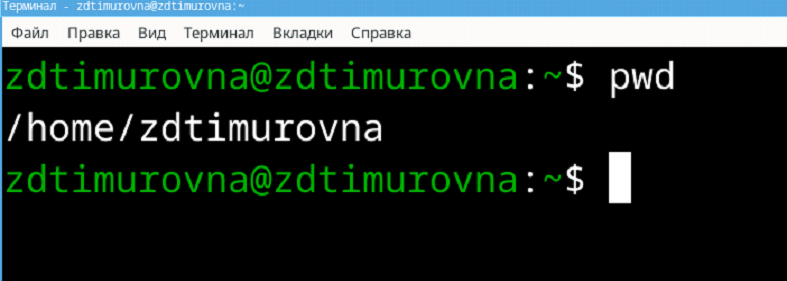 Терминал - zdtimurovna@zdtimurovna:~
Файл Правка Вид Терминал Вкладки Справка
zdtimurovna@zdtimurovna:~$ pwd
/home/zdtimurovna
zdtimurovna@zdtimurovna:~$